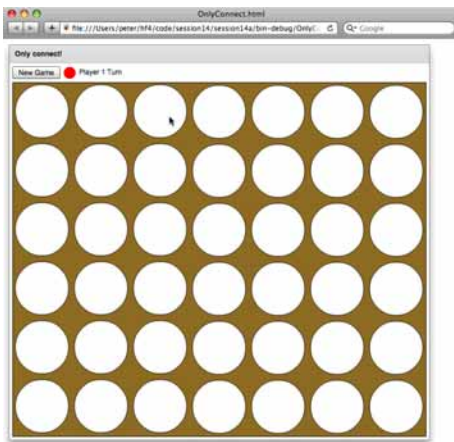 OnlyConnect.html
file:///Users/peter/hf4/code/session14/session14a/bin-debug/OnlyC
Google
Only connect!
New Game
Player 1 Turn